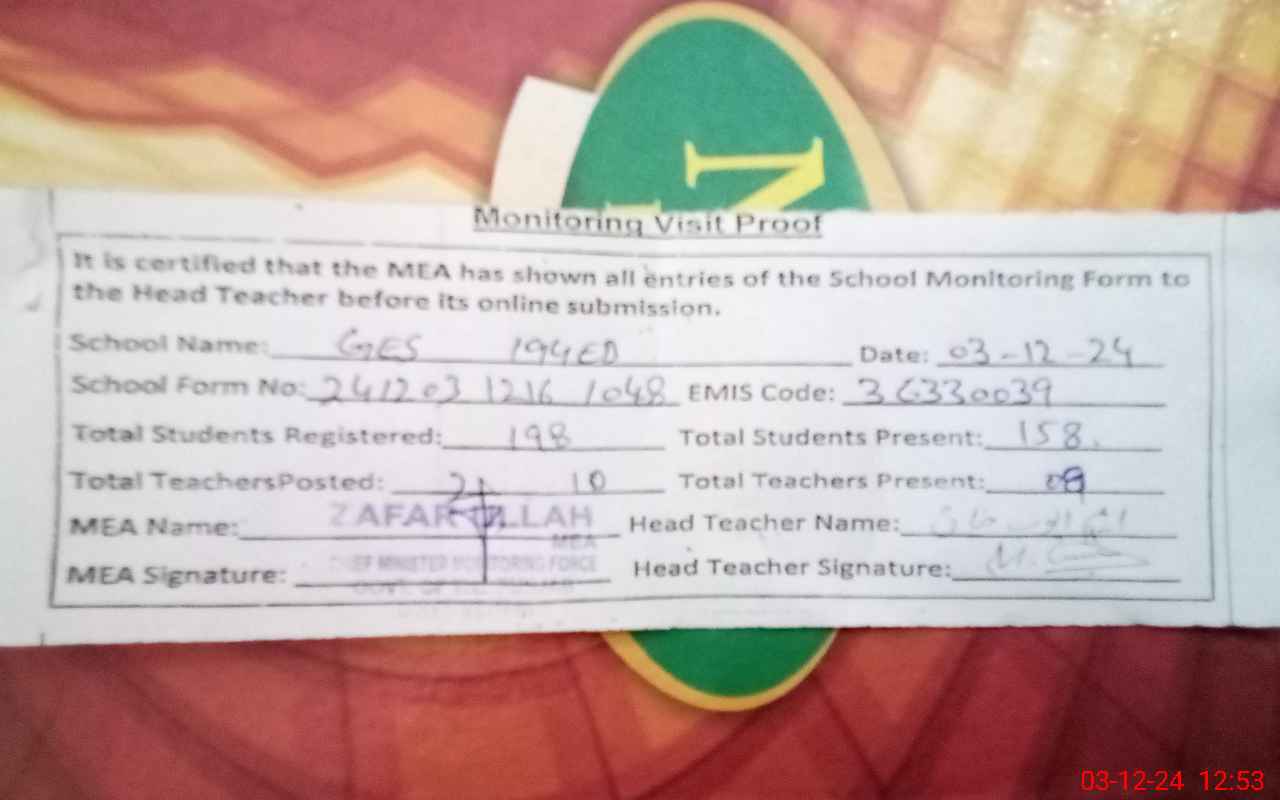 N
Monitoring Visit Proof
It is certified that the MEA has shown all entries of the School Monitoring Form to
the Head Teacher before its online submission.
School Name: GES 194ED Date: 03-12-24
School Form No: 241203 1216 1048 EMIS Code: 36330039
Total Students Registered: 198 Total Students Present: 158.
Total TeachersPosted: 10 Total Teachers Present: 09
MEA Name: ZAFAR ULLAH Head Teacher Name:
MEA
CHIEF MINISTER MONITORING FORCE
MEA Signature: Head Teacher Signature:
03-12-24 12:53